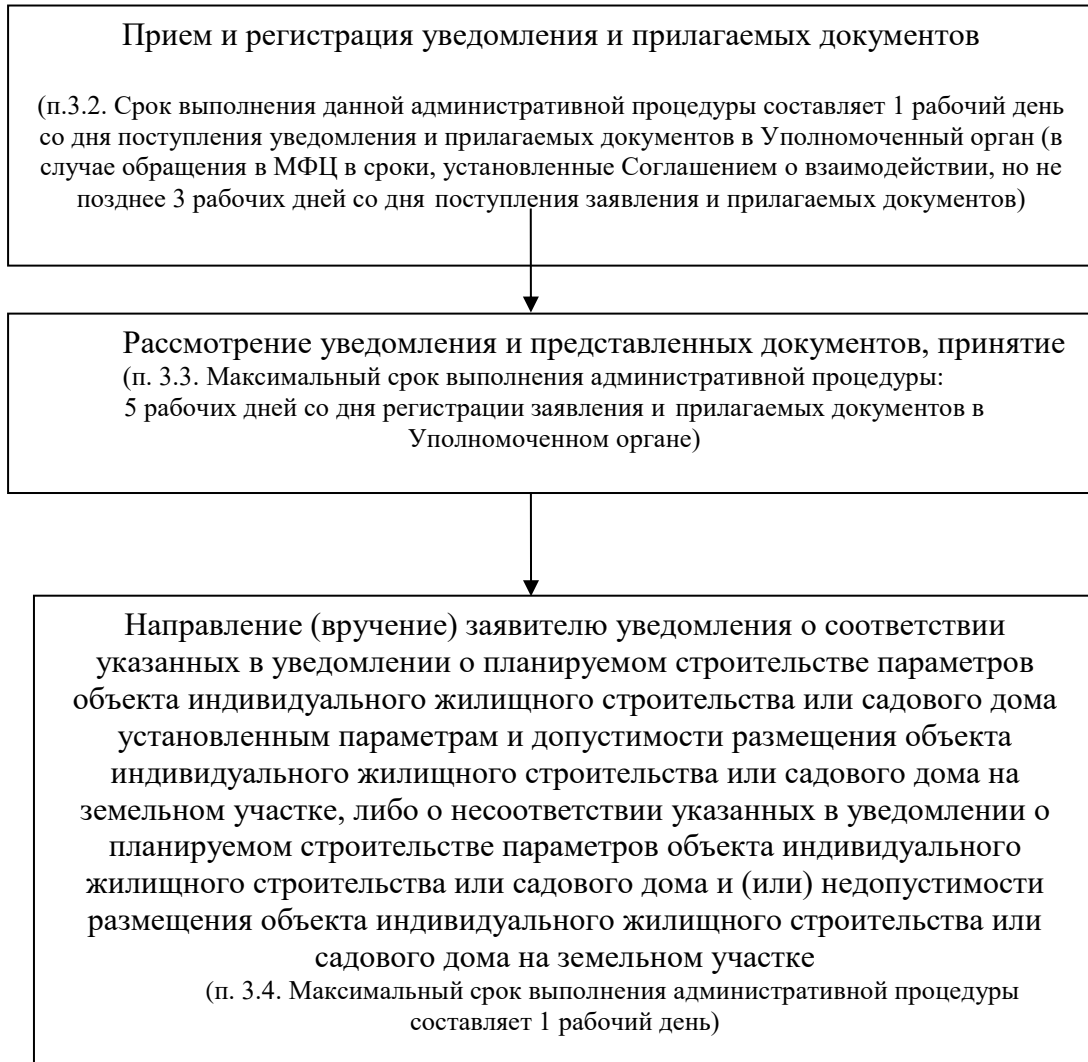 Прием и регистрация уведомления и прилагаемых документов
(п.3.2. Срок выполнения данной административной процедуры составляет 1 рабочий день
со дня поступления уведомления и прилагаемых документов в Уполномоченный орган (в
случае обращения в МФЦ в сроки, установленные Соглашением о взаимодействии, но не
позднее 3 рабочих дней со дня поступления заявления и прилагаемых документов)
Рассмотрение уведомления и представленных документов, принятие
(п. 3.3. Максимальный срок выполнения административной процедуры:
5 рабочих дней со дня регистрации заявления и прилагаемых документов в
Уполномоченном органе)
Направление (вручение) заявителю уведомления о соответствии
указанных в уведомлении о планируемом строительстве параметров
объекта индивидуального жилищного строительства или садового дома
установленным параметрам и допустимости размещения объекта
индивидуального жилищного строительства или садового дома на
земельном участке, либо о несоответствии указанных в уведомлении о
планируемом строительстве параметров объекта индивидуального
жилищного строительства или садового дома и (или) недопустимости
размещения объекта индивидуального жилищного строительства или
садового дома на земельном участке
(п. 3.4. Максимальный срок выполнения административной процедуры
составляет 1 рабочий день)